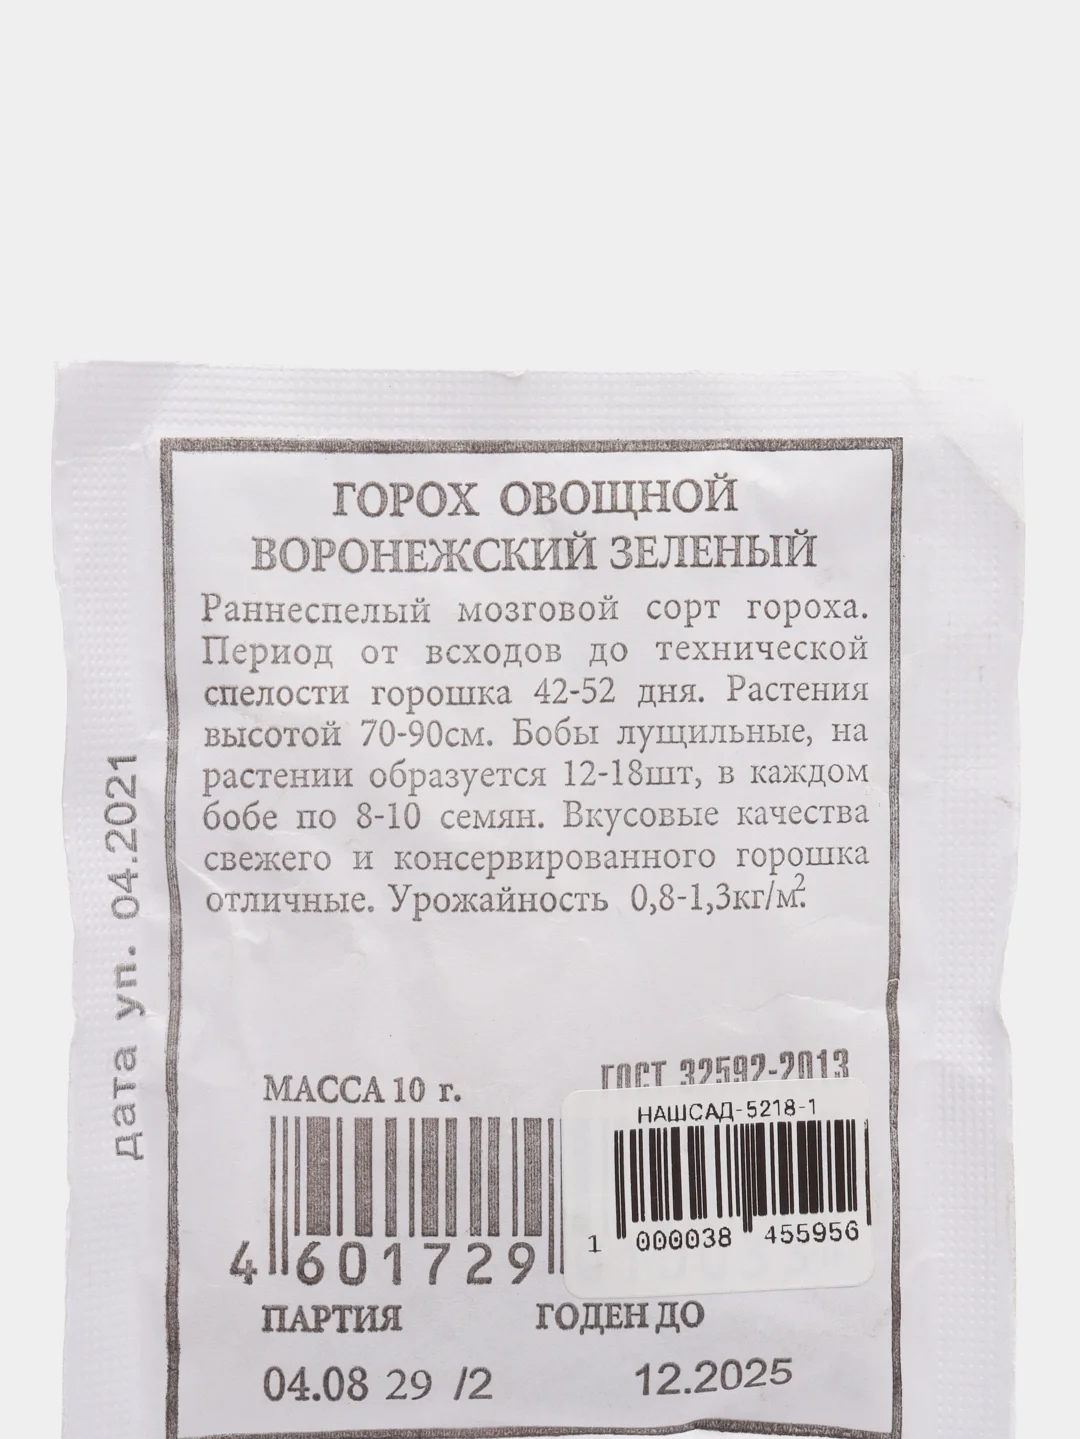 ГОРОХ ОВОЩНОЙ
ВОРОНЕЖСКИЙ ЗЕЛЕНЫЙ
Раннеспелый мозговой сорт гороха.
Период от всходов до технической
спелости горошка 42-52 дня. Растения
высотой 70-90см. Бобы лущильные, на
растении образуется 12-18шт, в каждом
бобе по 8-10 семян. Вкусовые качества
свежего и консервированного горошка
отличные. Урожайность 0,8-1,3кг/м².
дата уп. 04.2021
МАССА 10 г.
ГОСТ 32592-2013
НАШСАД-5218-1
1 000038 455956
4 601729
ПАРТИЯ
ГОДЕН ДО
04.08 29 /2
12.2025